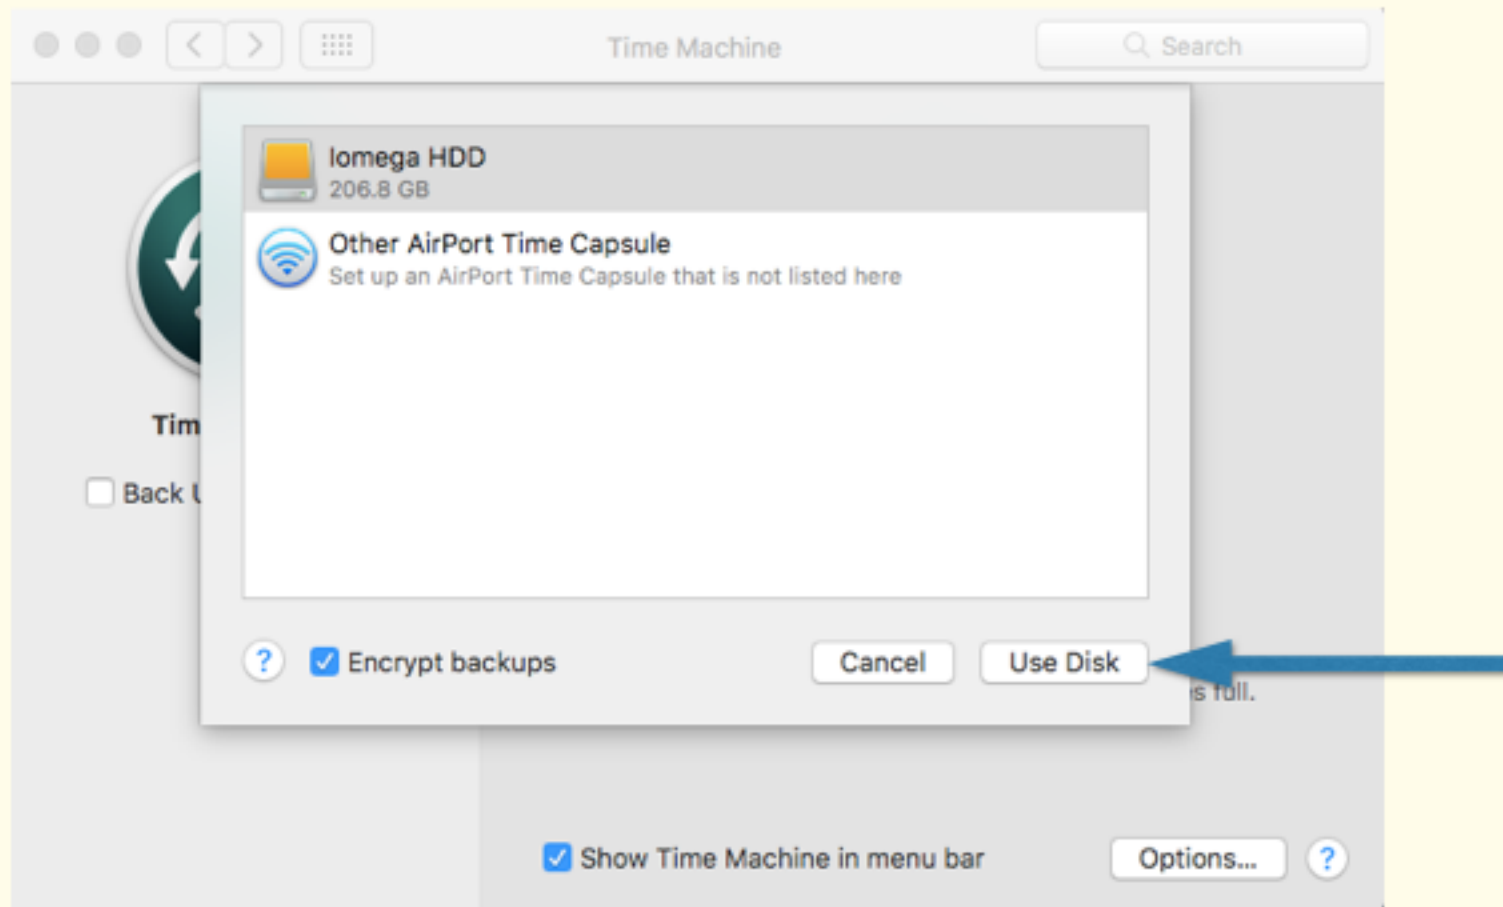 Time Machine
Search
Iomega HDD
206.8 GB
Other AirPort Time Capsule
Set up an AirPort Time Capsule that is not listed here
Tim
Back U
?
Encrypt backups
Cancel
Use Disk
s full.
Show Time Machine in menu bar
Options...
?